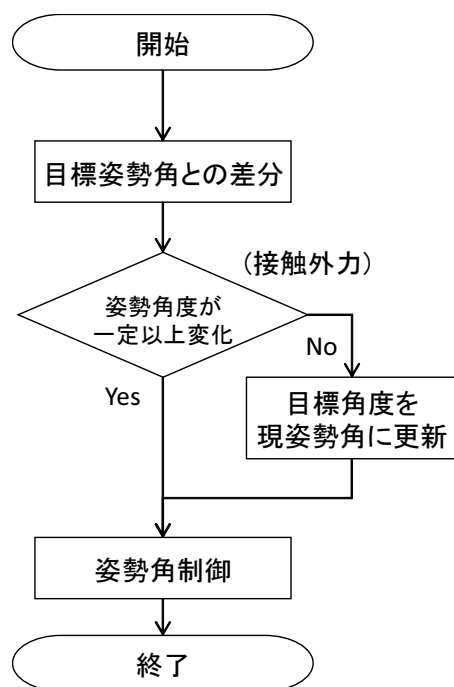 開始
目標姿勢角との差分
（接触外力）
姿勢角度が
一定以上変化
No
Yes
目標角度を
現姿勢角に更新
姿勢角制御
終了